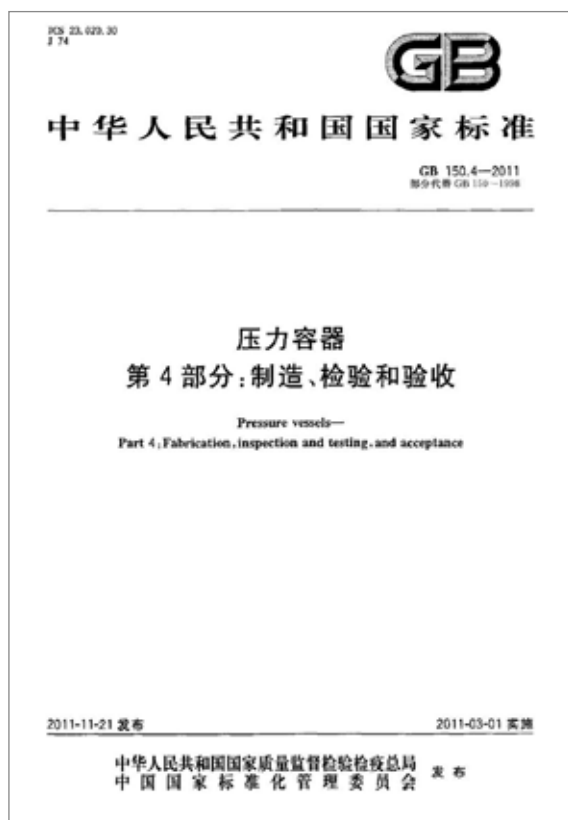 ICS 23.020.30
J 74
GB
中华人民共和国国家标准
GB 150.4—2011
部分代替 GB 150—1998
压力容器
第4部分:制造、检验和验收
Pressure vessels—
Part 4:Fabrication,inspection and testing,and acceptance
2011-11-21 发布
2011-03-01 实施
中华人民共和国国家质量监督检验检疫总局
中国国家标准化管理委员会
发布